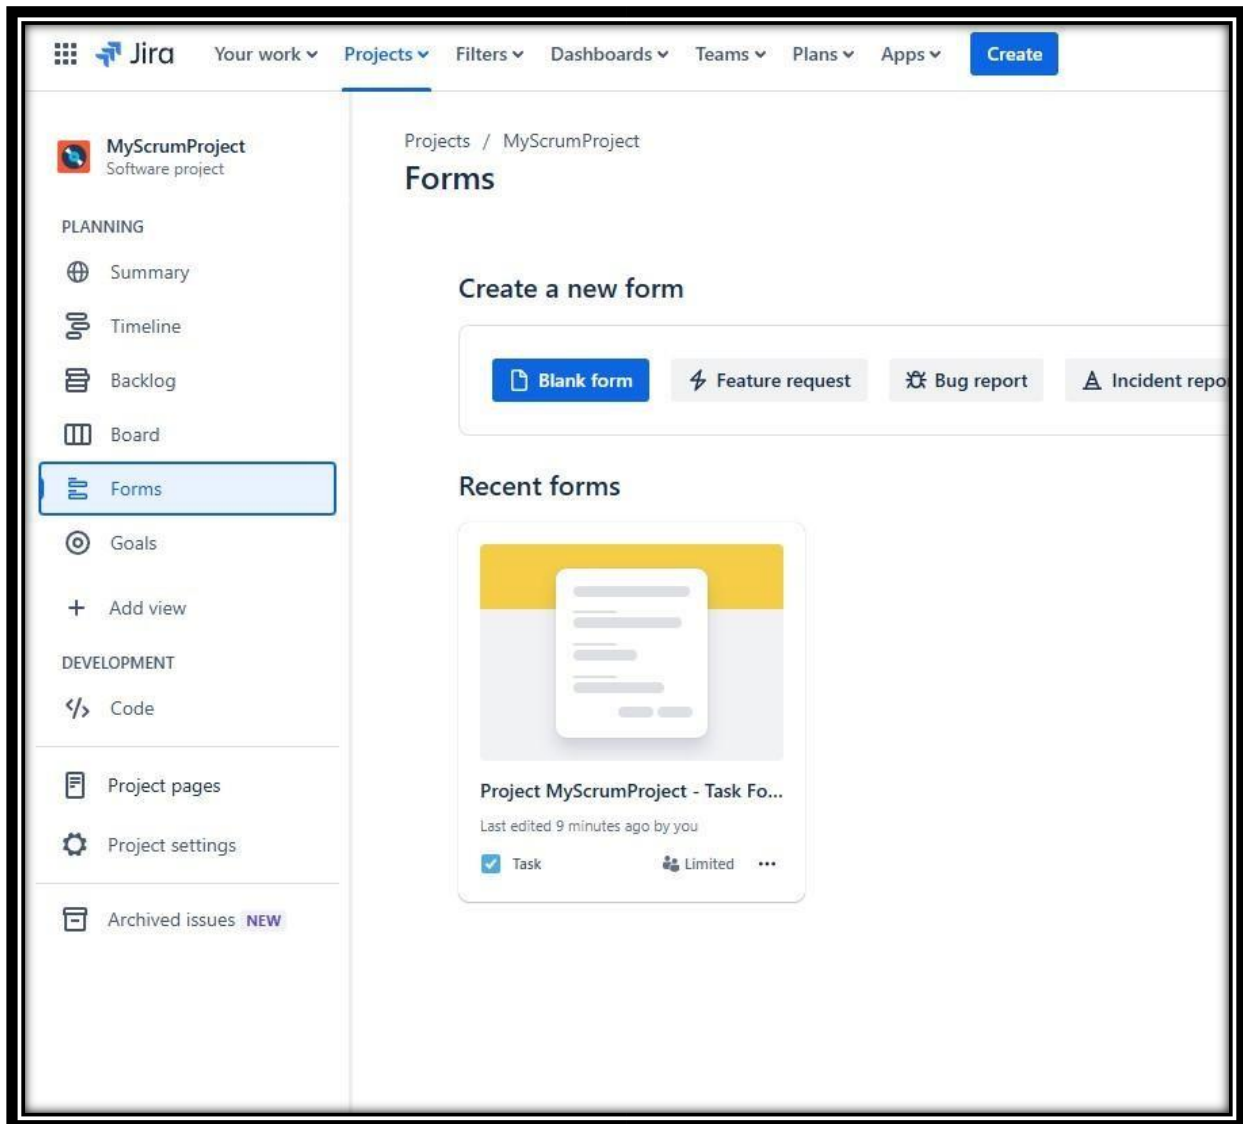 Jira Your work Projects Filters Dashboards Teams Plans Apps Create
MyScrumProject
Software project
PLANNING
Summary
Timeline
Backlog
Board
Forms
Goals
Add view
DEVELOPMENT
Code
Project pages
Project settings
Archived issues NEW
Projects / MyScrumProject
Forms
Create a new form
Blank form Feature request Bug report Incident repo
Recent forms
Project MyScrumProject - Task Fo...
Last edited 9 minutes ago by you
Task Limited